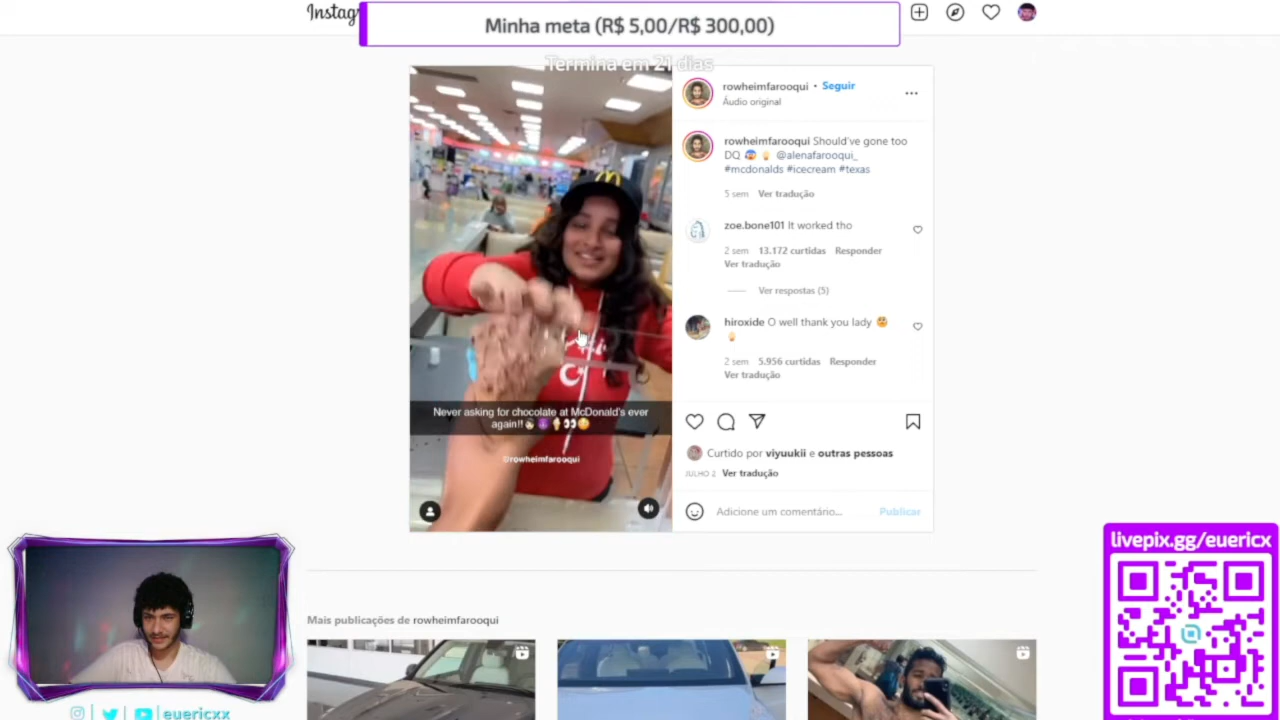 Instag
Minha meta (R$ 5,00/R$ 300,00)
Termina em 21 dias
rowheimfarooqui • Seguir
Áudio original
rowheimfarooqui Should've gone too
DQ 😱 🍦 @alenafarooqui_
#mcdonalds #icecream #texas
5 sem Ver tradução
zoe.bone101 It worked tho
2 sem 13.172 curtidas Responder
Ver tradução
Ver respostas (5)
hiroxide O well thank you lady
2 sem 5.956 curtidas Responder
Ver tradução
Never asking for chocolate at McDonald's ever
again!!
@rowheimfarooqui
Curtido por viyuukii e outras pessoas
JULHO 2 Ver tradução
Adicione um comentário... Publicar
livepix.gg/euericx
Mais publicações de rowheimfarooqui
euericxx